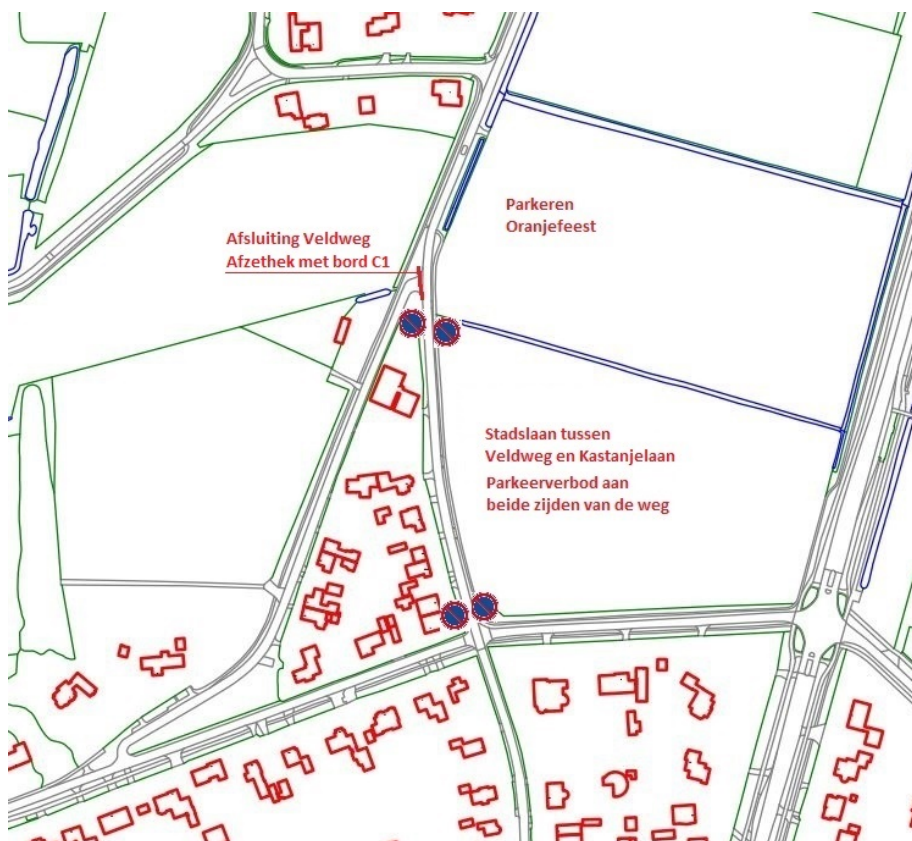 Parkeren
Oranjefeest
Afsluiting Veldweg
Afzethek met bord C1
Stadslaan tussen
Veldweg en Kastanjelaan
Parkeerverbod aan
beide zijden van de weg